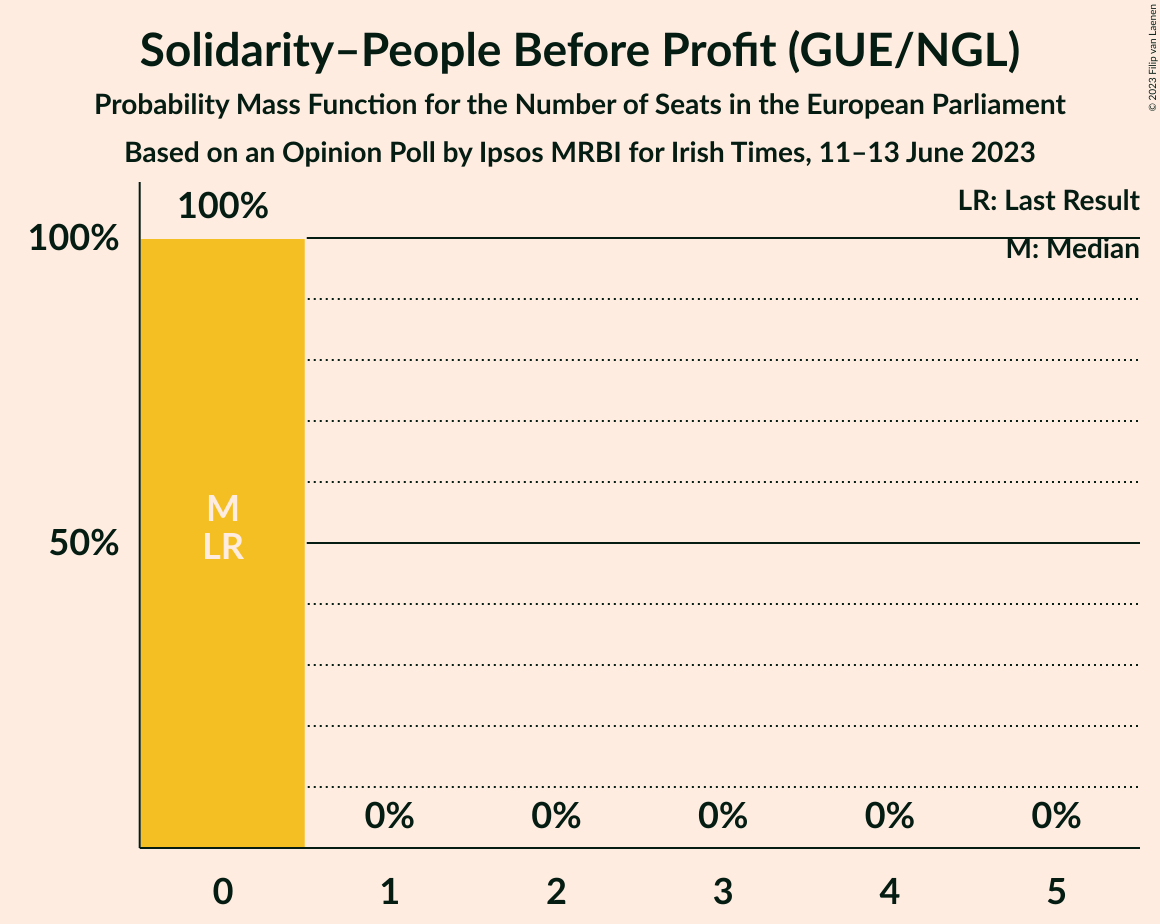 Solidarity–People Before Profit (GUE/NGL)
Probability Mass Function for the Number of Seats in the European Parliament
Based on an Opinion Poll by Ipsos MRBI for Irish Times, 11–13 June 2023
© 2023 Filip van Laenen
LR: Last Result
M: Median
100%
100%
50%
M
LR
0%
0%
0%
0%
0%
0
1
2
3
4
5